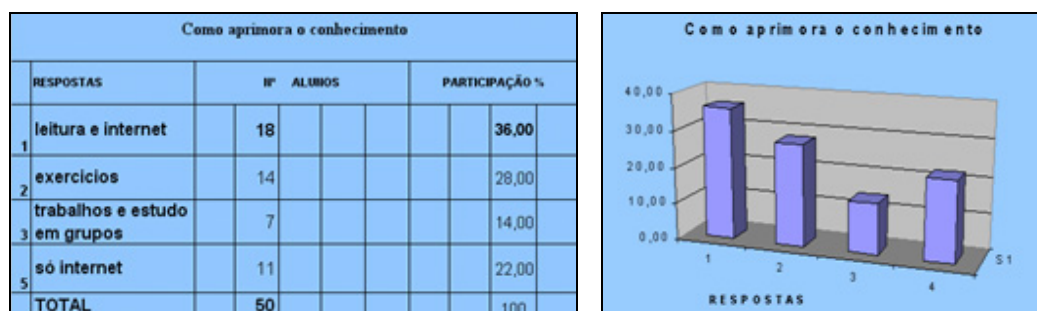 Como aprimora o conhecimento
RESPOSTAS Nº ALUNOS PARTICIPAÇÃO %
1 leitura e internet 18 36,00
2 exercicios 14 28,00
trabalhos e estudo
3 em grupos 7 14,00
5 só internet 11 22,00
TOTAL 50 100
Como aprimora o conhecimento
40,00
30,00
20,00
10,00
0,00
1 2 3 4 S1
RESPOSTAS